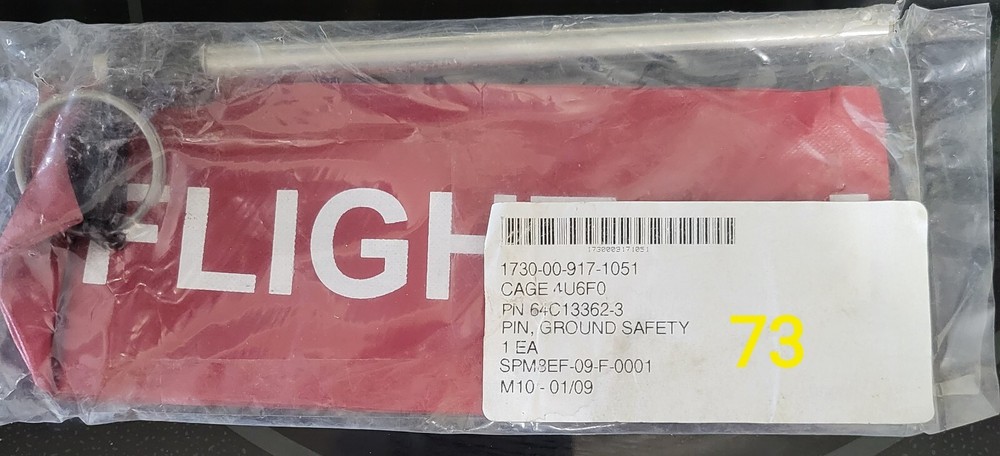 FLIGH
1730009171051
1730-00-917-1051
CAGE 4U6F0
PN 64C13362-3
PIN, GROUND SAFETY
1 EA
SPM8EF-09-F-0001
M10 - 01/09
73